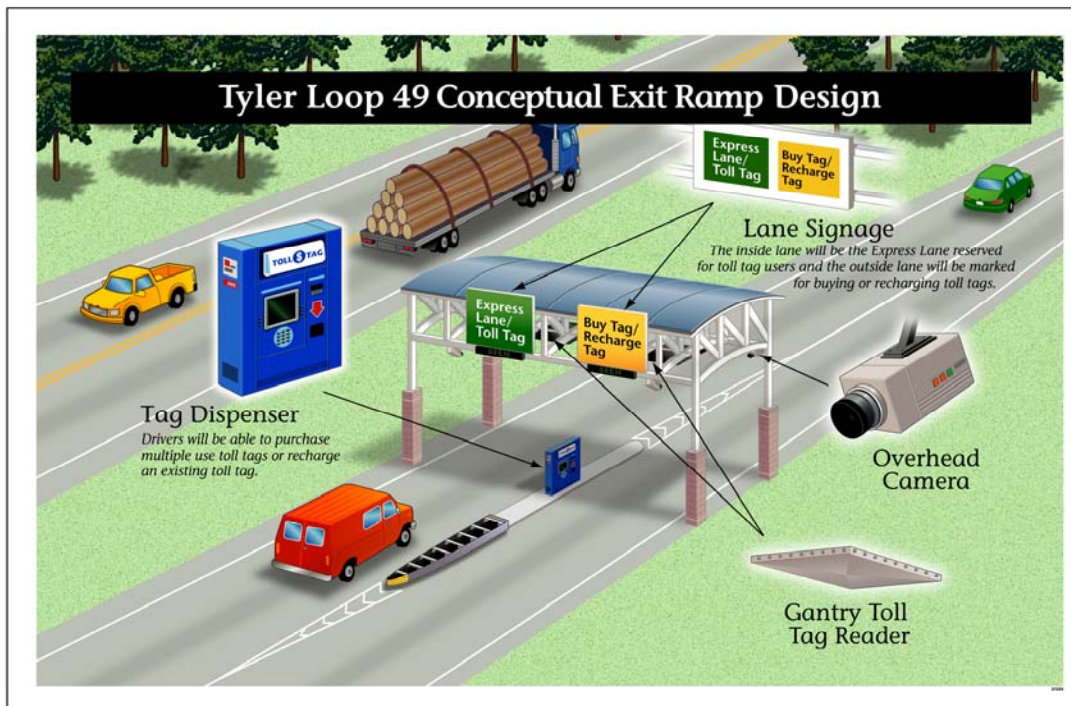 Tyler Loop 49 Conceptual Exit Ramp Design
Express
Lane/
Toll Tag
Buy Tag/
Recharge
Tag
Lane Signage
The inside lane will be the Express Lane reserved
for toll tag users and the outside lane will be marked
for buying or recharging toll tags.
TOLL TAG
Express
Lane/
Toll Tag
Buy Tag/
Recharge
Tag
OPEN
OPEN
Tag Dispenser
Drivers will be able to purchase
multiple use toll tags or recharge
an existing toll tag.
Overhead
Camera
Gantry Toll
Tag Reader